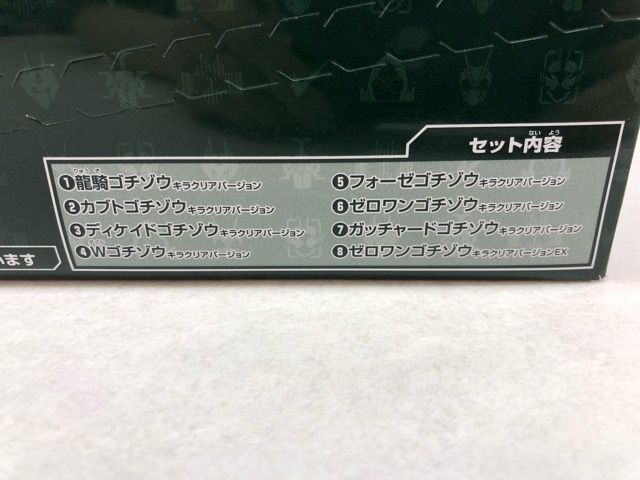 セット内容
ない よう
❶龍騎ゴチゾウ キラクリアバージョン
りゅう き
❷カブトゴチゾウ キラクリアバージョン
❸ディケイドゴチゾウ キラクリアバージョン
❹Wゴチゾウ キラクリアバージョン
ダブル
❺フォーゼゴチゾウ キラクリアバージョン
❻ゼロワンゴチゾウ キラクリアバージョン
❼ガッチャードゴチゾウ キラクリアバージョン
❽ゼロワンゴチゾウ キラクリアバージョンEX
います